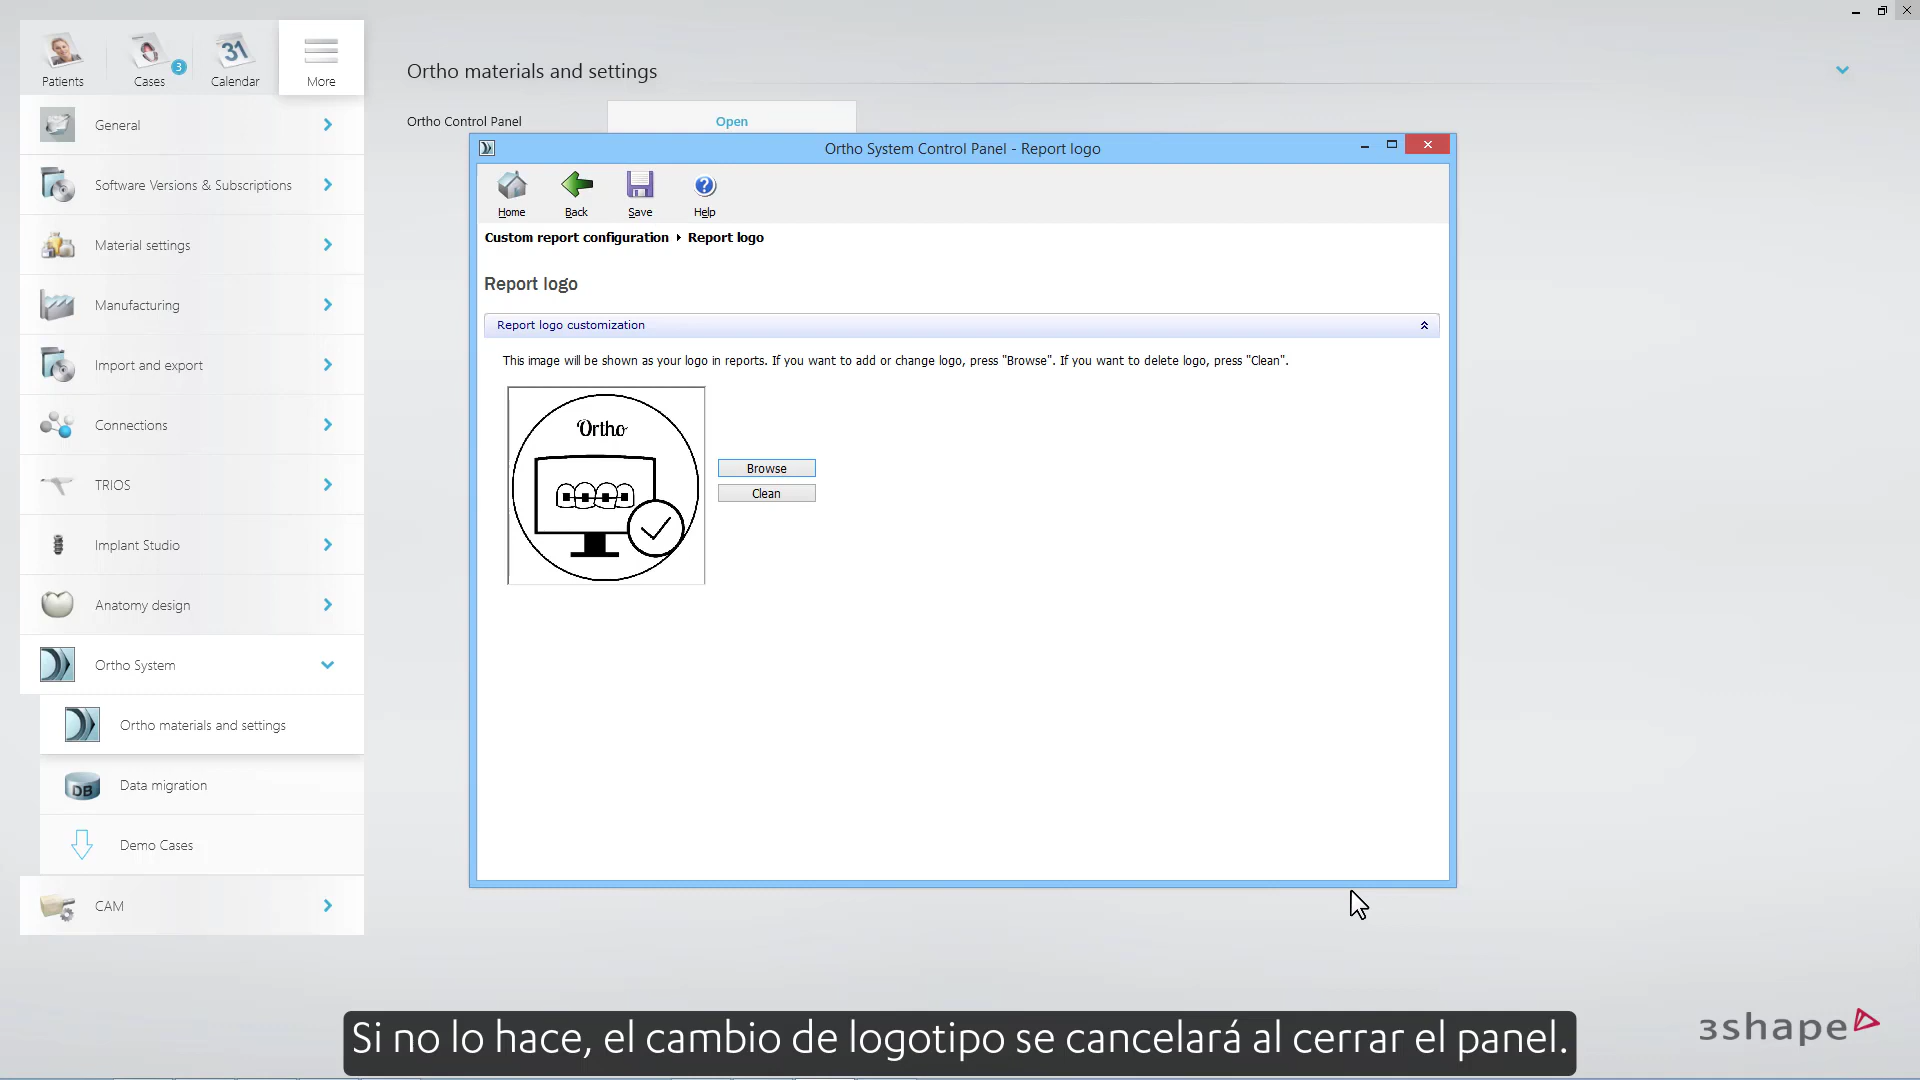 Patients
Cases
3
31
Calendar
More
General
Software Versions & Subscriptions
Material settings
Manufacturing
Import and export
Connections
TRIOS
Implant Studio
Anatomy design
Ortho System
Ortho materials and settings
DB
Data migration
Demo Cases
CAM
Ortho materials and settings
Ortho Control Panel
Open
Ortho System Control Panel - Report logo
Home
Back
Save
Help
Custom report configuration
Report logo
Report logo
Report logo customization
This image will be shown as your logo in reports. If you want to add or change logo, press "Browse". If you want to delete logo, press "Clean".
Ortho
Browse
Clean
Si no lo hace, el cambio de logotipo se cancelará al cerrar el panel.
3shape